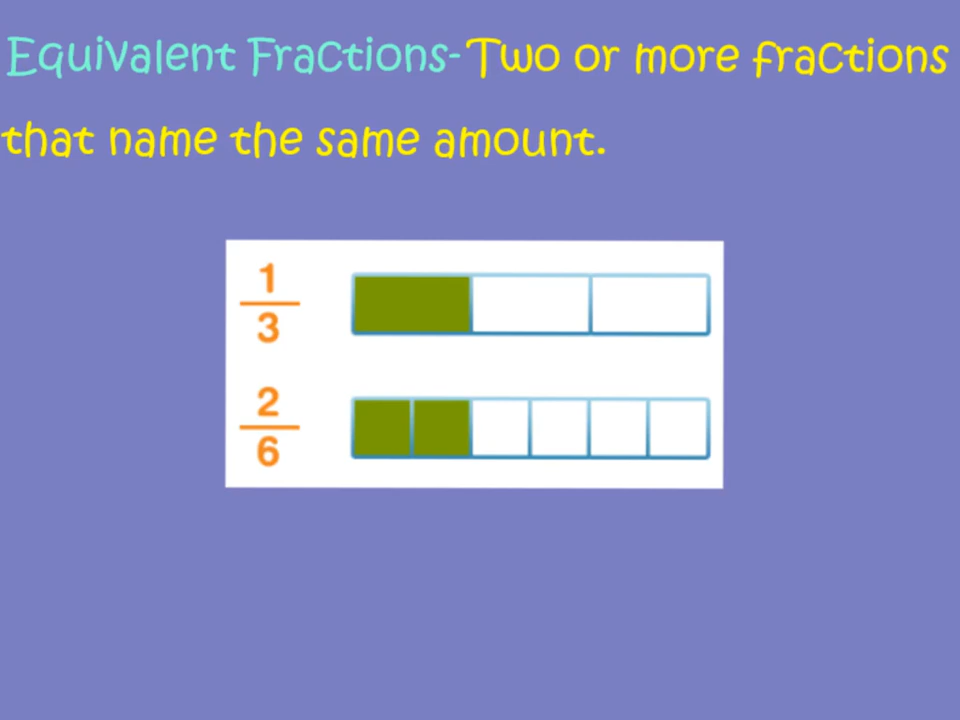 Equivalent Fractions- Two or more fractions
that name the same amount.
1
3
2
6